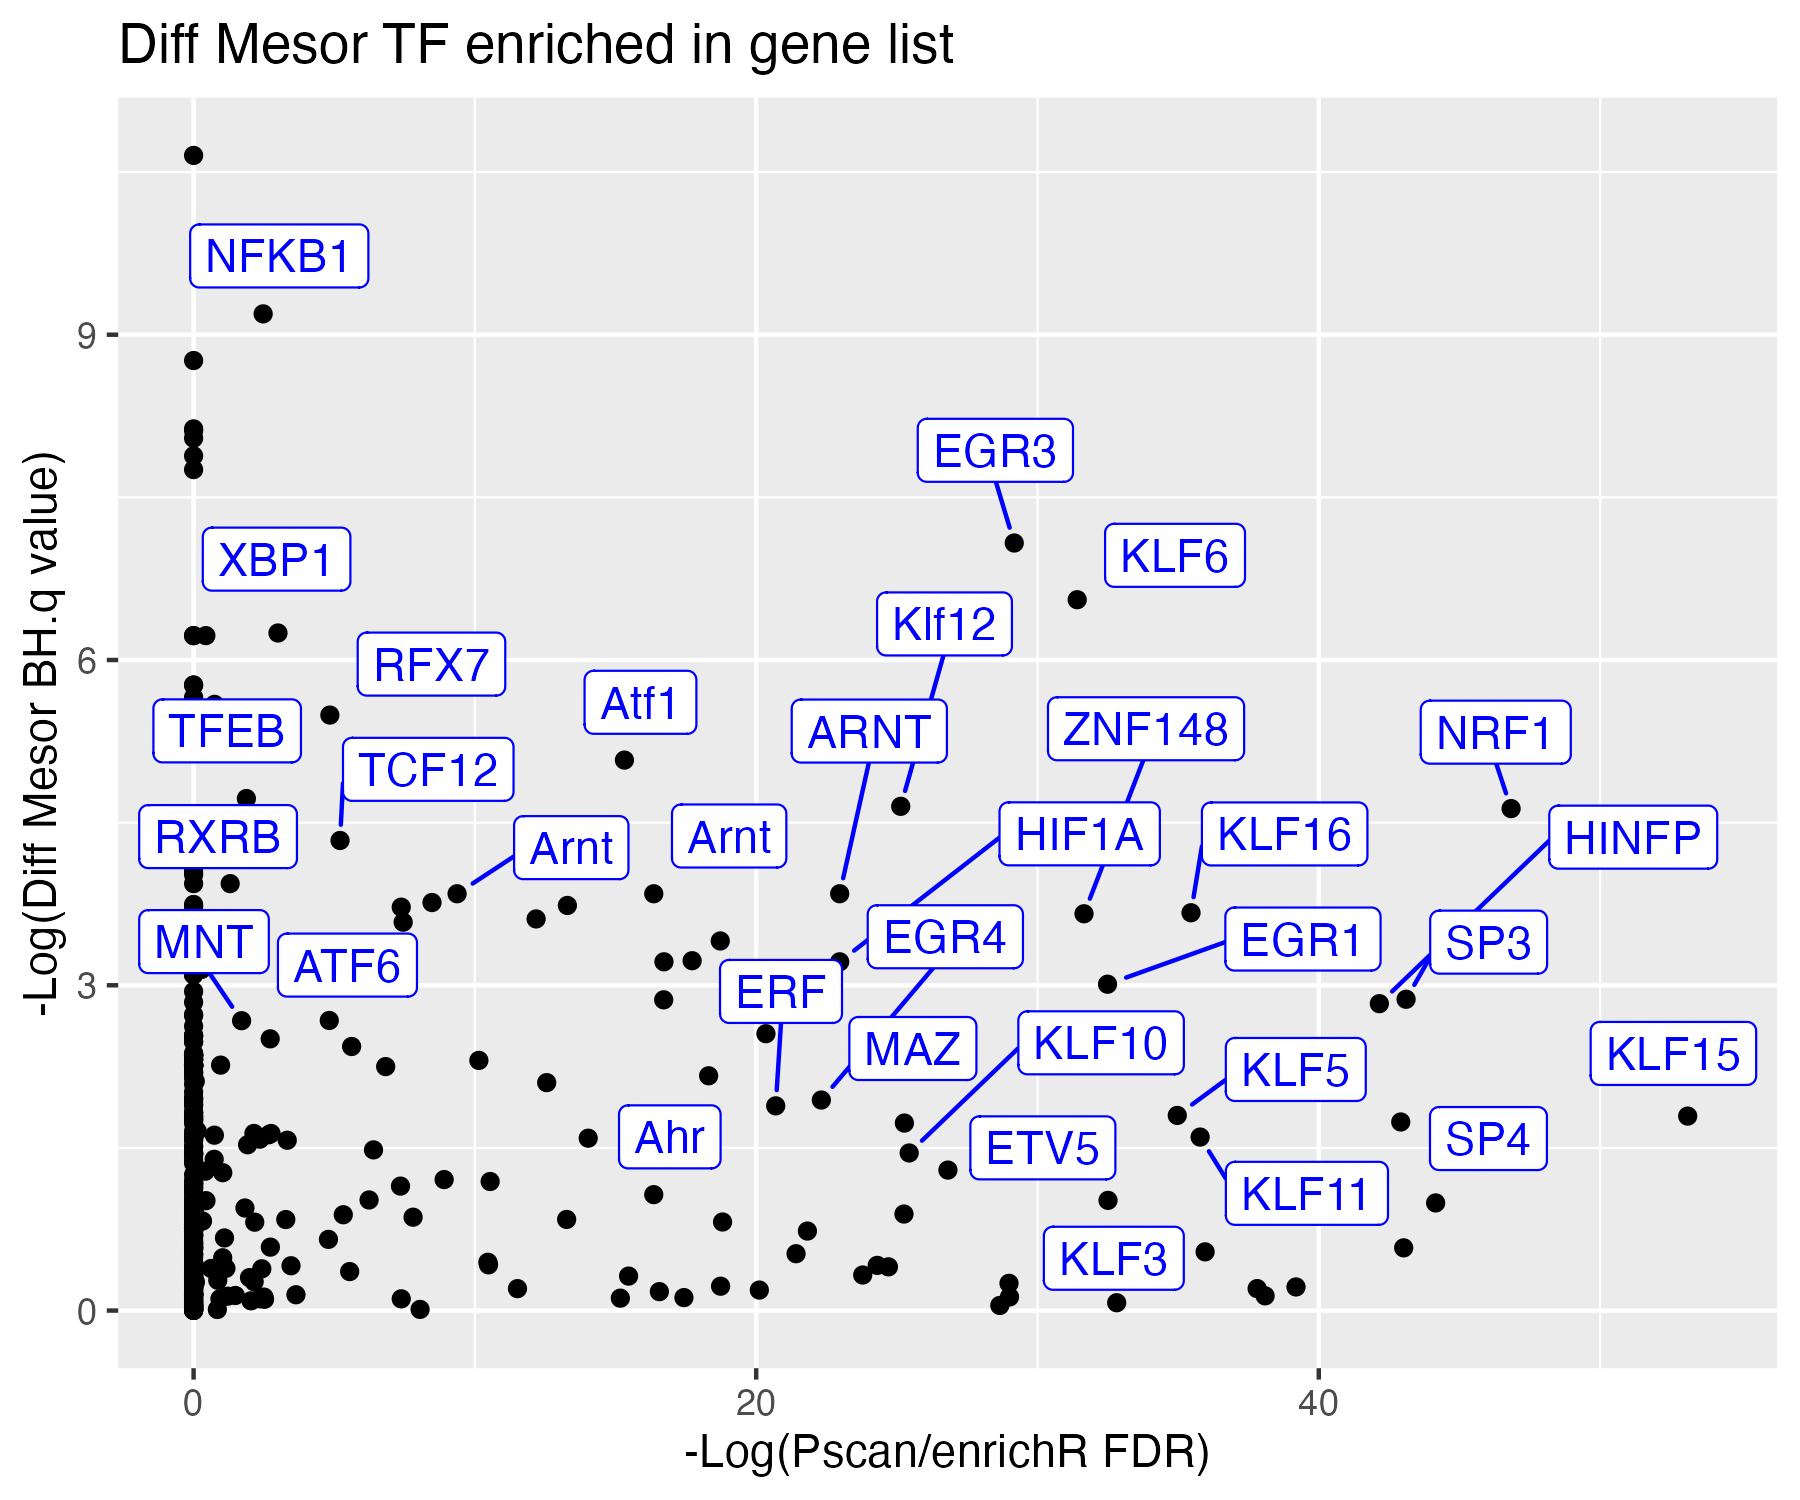 Diff Mesor TF enriched in gene list
-Log(Diff Mesor BH.q value)
9
6
3
0
NFKB1
EGR3
XBP1
KLF6
Klf12
RFX7
Atf1
TFEB
ARNT
ZNF148
NRF1
TCF12
RXRB
Arnt
Arnt
HIF1A
KLF16
HINFP
MNT
ATF6
EGR4
EGR1
SP3
ERF
MAZ
KLF10
KLF5
KLF15
Ahr
ETV5
SP4
KLF11
KLF3
0
20
40
-Log(Pscan/enrichR FDR)